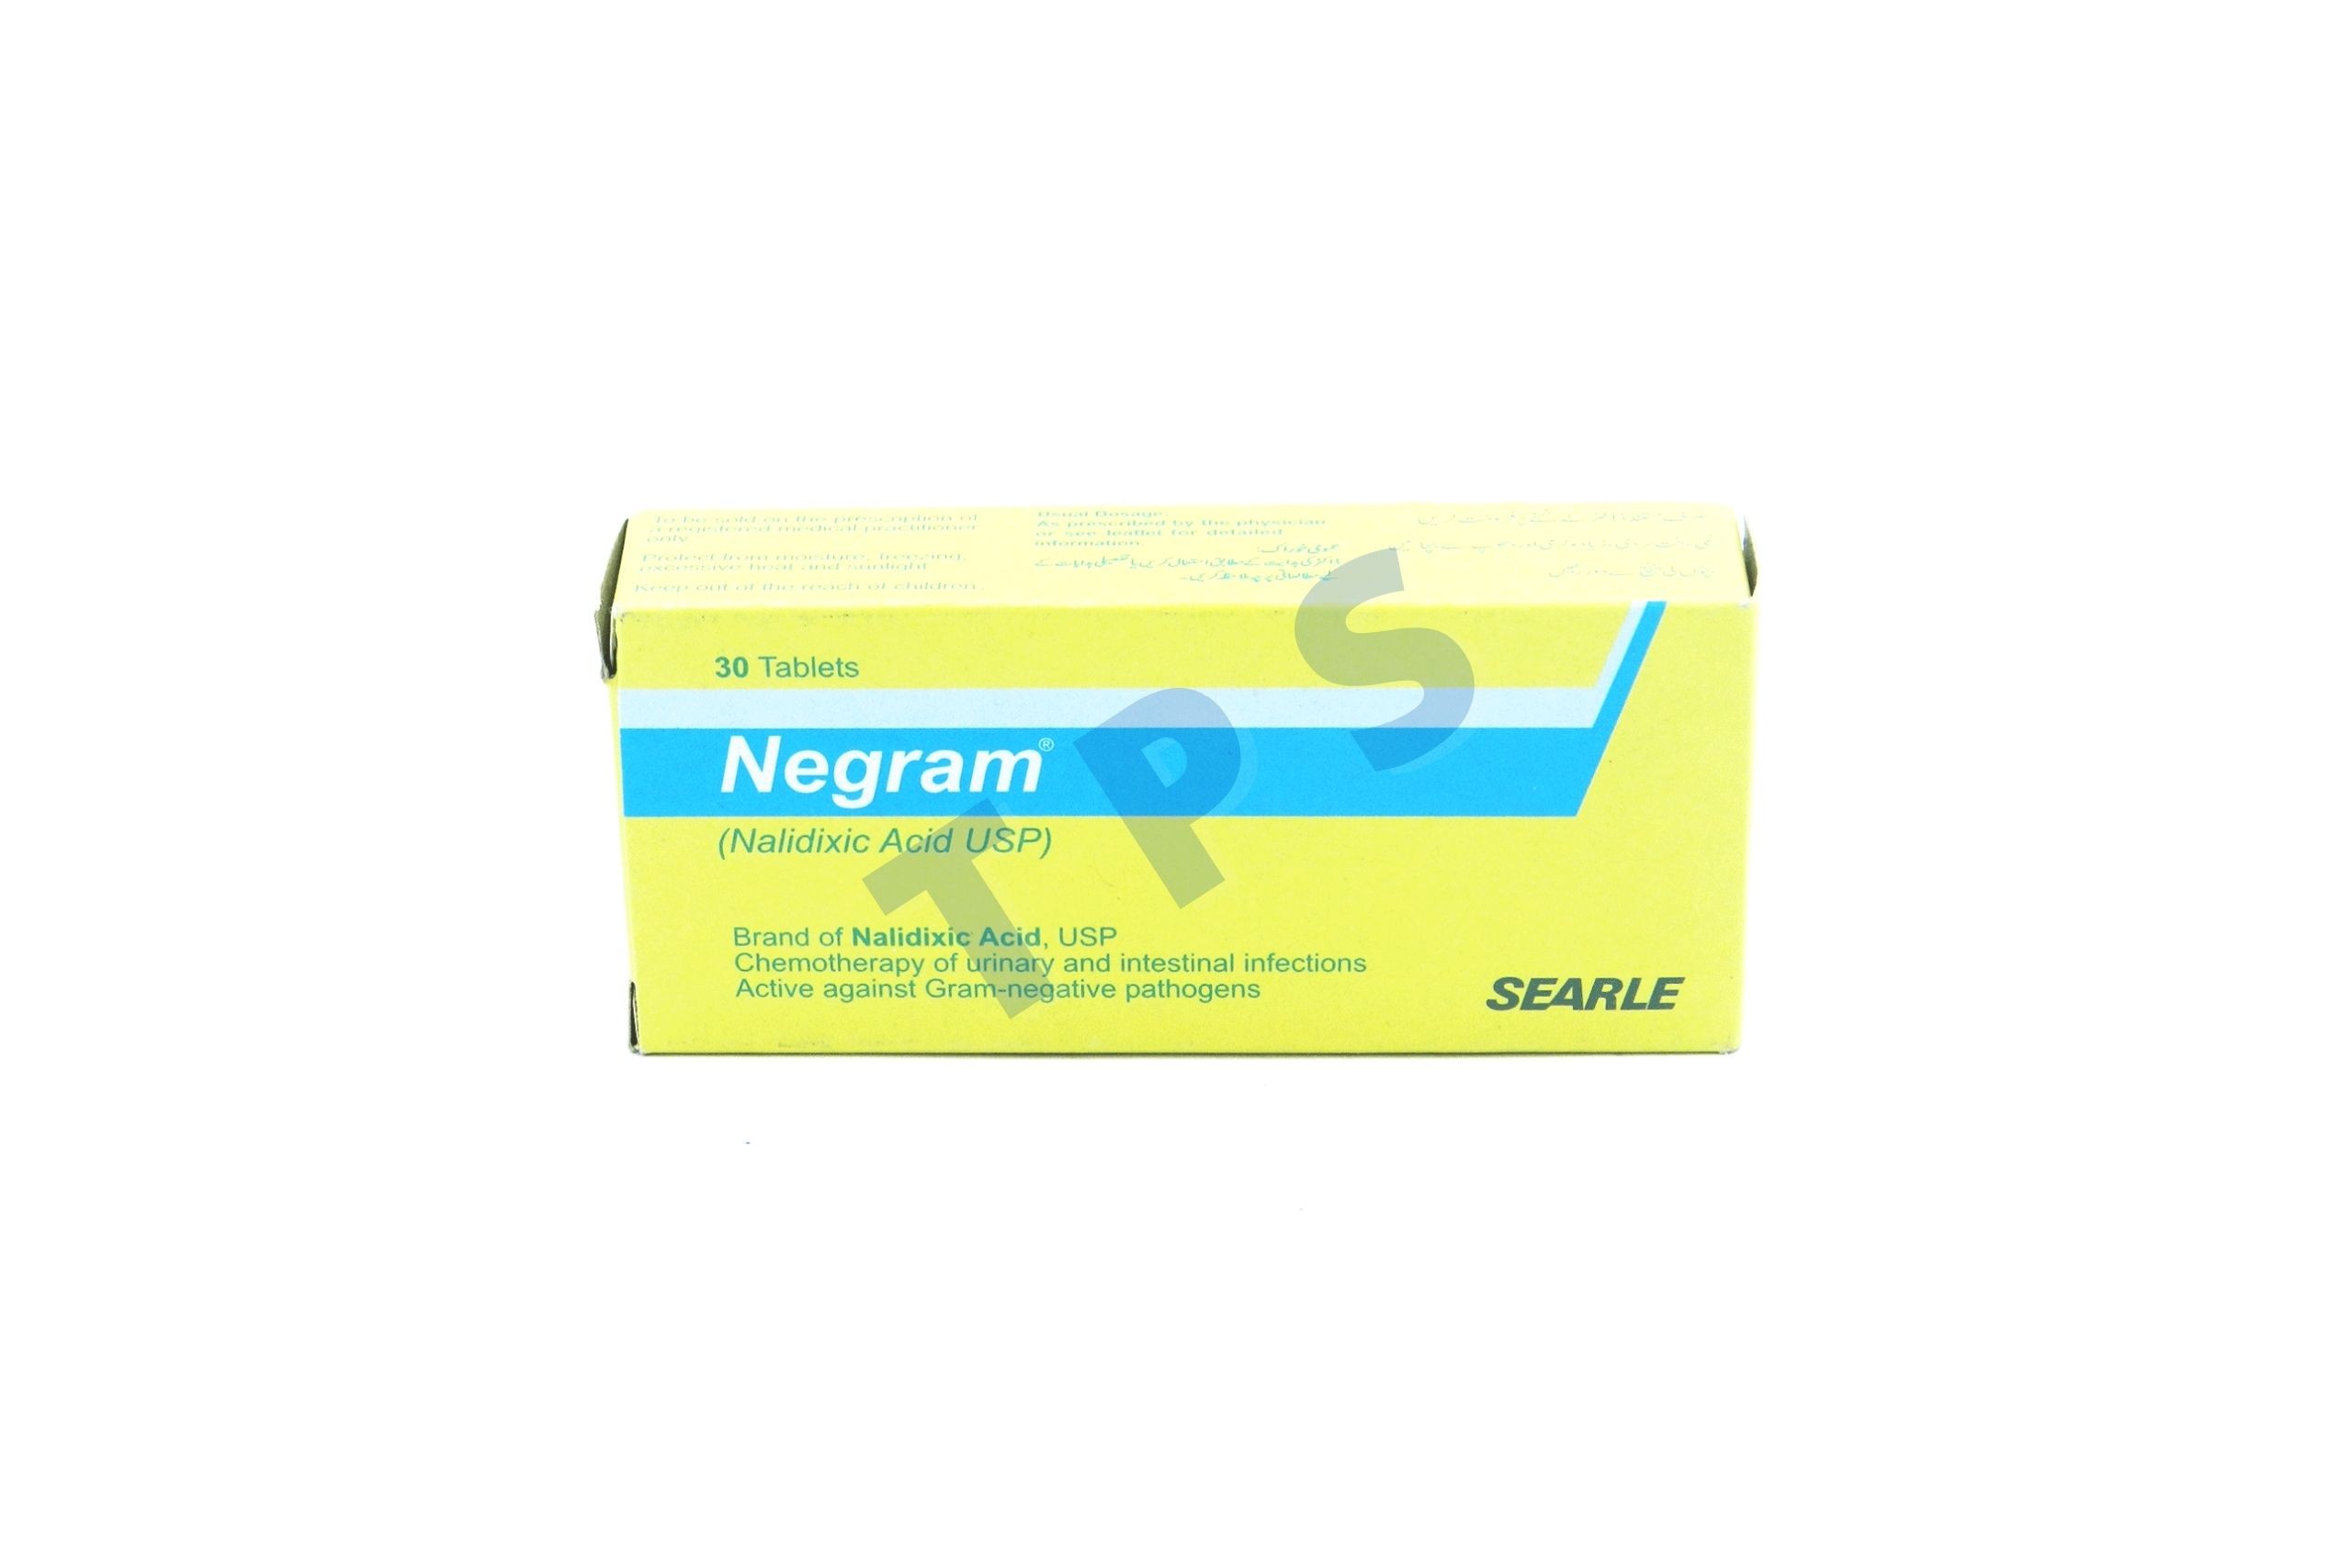 To be sold on the prescription of
a registered medical practitioner
only.
Protect from moisture, freezing,
excessive heat and sunlight
Keep out of the reach of children
Usual Dosage
As prescribed by the physician
or see leaflet for detailed
information.
30 Tablets
Negram®
(Nalidixic Acid USP)
Brand of Nalidixic Acid, USP
Chemotherapy of urinary and intestinal infections
Active against Gram-negative pathogens
SEARLE
TPS